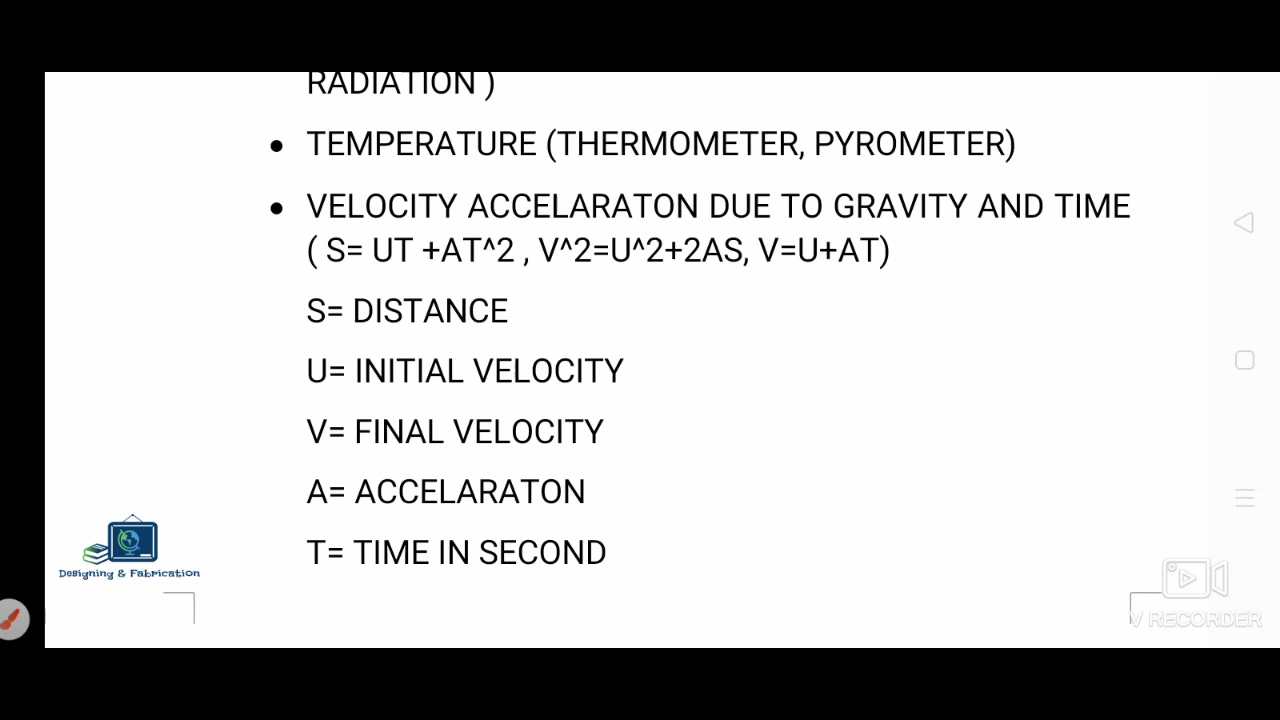 RADIATION )
• TEMPERATURE (THERMOMETER, PYROMETER)
• VELOCITY ACCELARATON DUE TO GRAVITY AND TIME
( S= UT +AT^2 , V^2=U^2+2AS, V=U+AT)
S= DISTANCE
U= INITIAL VELOCITY
V= FINAL VELOCITY
A= ACCELARATON
T= TIME IN SECOND
Designing & Fabrication
V RECORDER